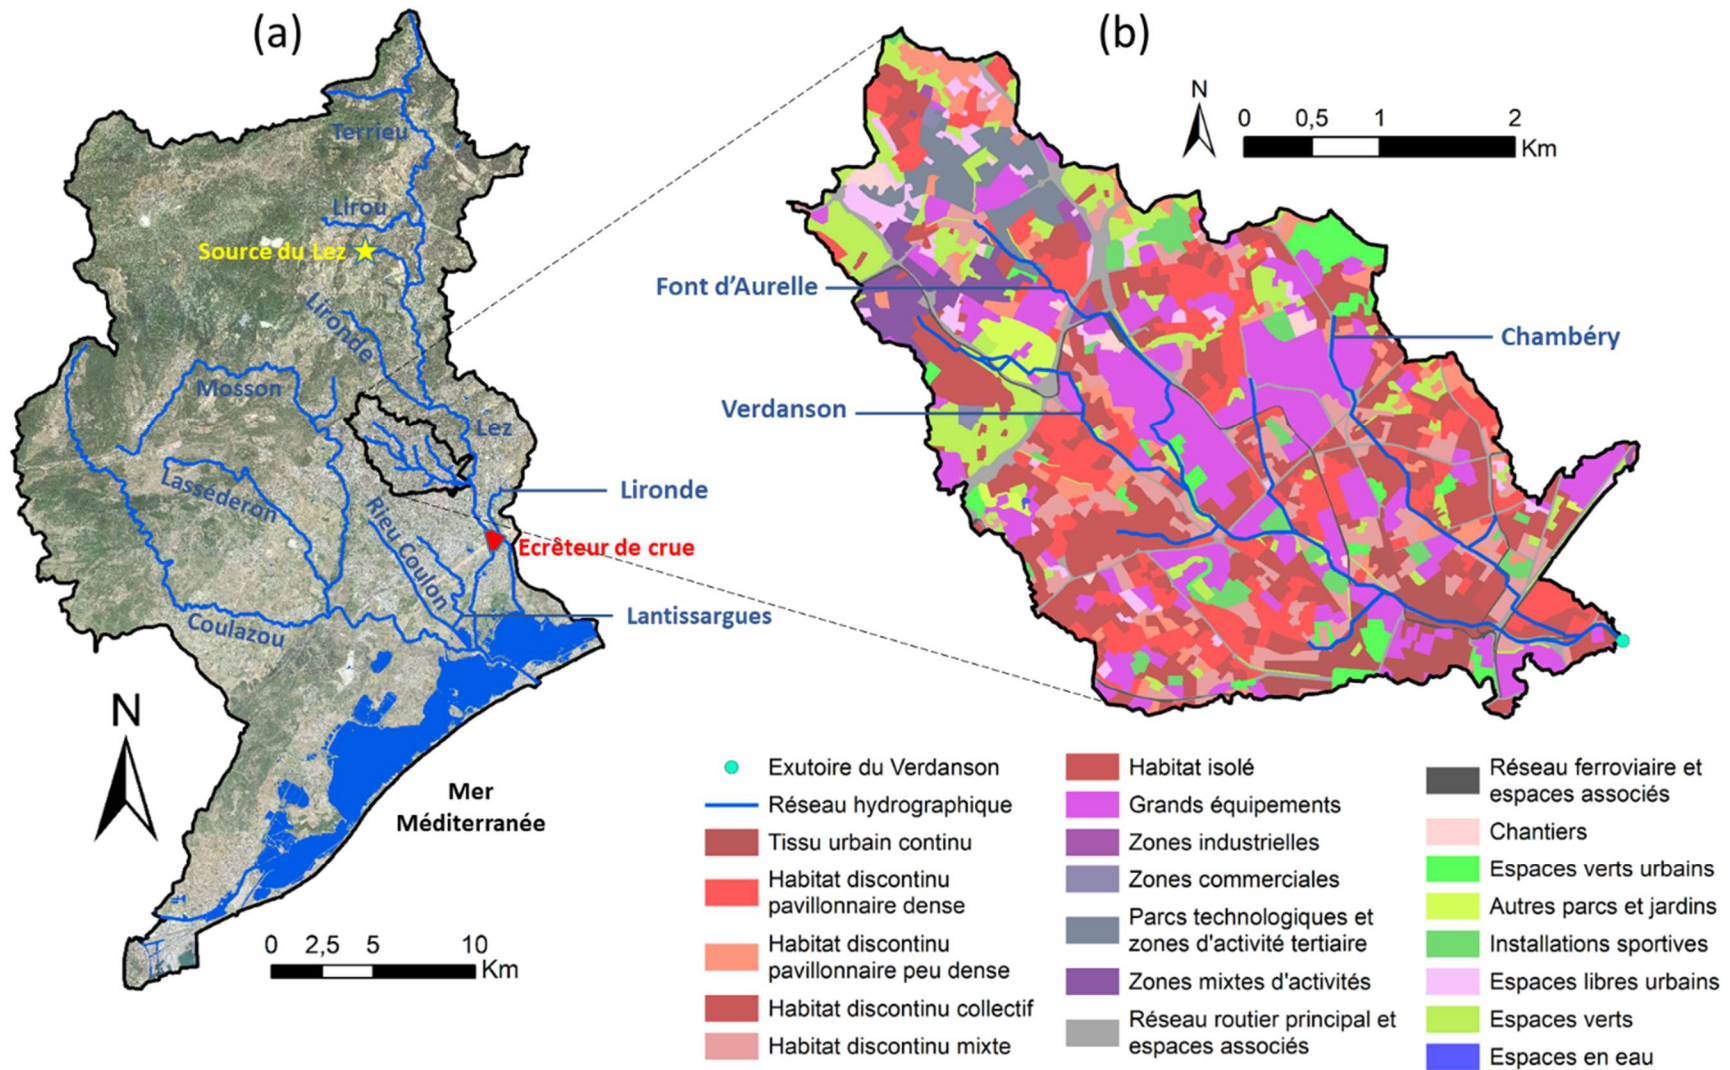 (a)
Terrieu
Lirou
Source du Lez
Lironde
Mosson
Lez
Lasséderon
Rieu Coulon
Lironde
Ecrêteur de crue
Lantissargues
Coulazou
N
Mer
Méditerranée
0 2,5 5 10
Km
(b)
N
0 0,5 1 2
Km
Font d’Aurelle
Chambéry
Verdanson
Exutoire du Verdanson
Réseau hydrographique
Tissu urbain continu
Habitat discontinu
pavillonnaire dense
Habitat discontinu
pavillonnaire peu dense
Habitat discontinu collectif
Habitat discontinu mixte
Habitat isolé
Grands équipements
Zones industrielles
Zones commerciales
Parcs technologiques et
zones d'activité tertiaire
Zones mixtes d'activités
Réseau routier principal et
espaces associés
Réseau ferroviaire et
espaces associés
Chantiers
Espaces verts urbains
Autres parcs et jardins
Installations sportives
Espaces libres urbains
Espaces verts
Espaces en eau